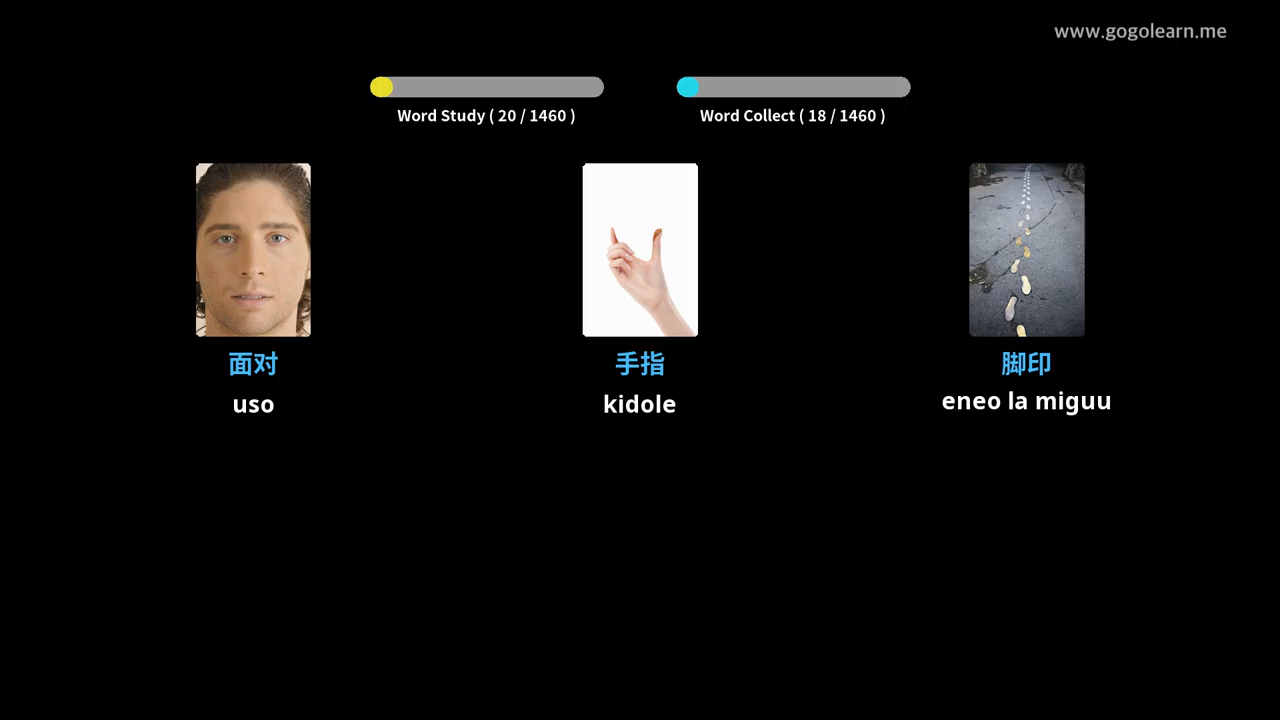 www.gogolearn.me
Word Study ( 20 / 1460 )
Word Collect ( 18 / 1460 )
面对
手指
脚印
uso
kidole
eneo la miguu